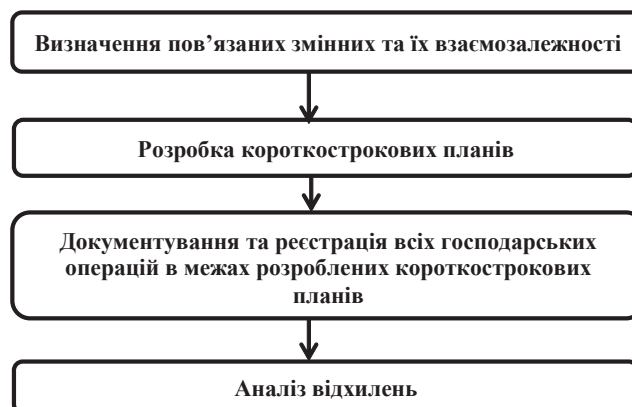 Визначення пов’язаних змінних та їх взаємозалежності
Розробка короткострокових планів
Документування та реєстрація всіх господарських
операцій в межах розроблених короткострокових
планів
Аналіз відхилень